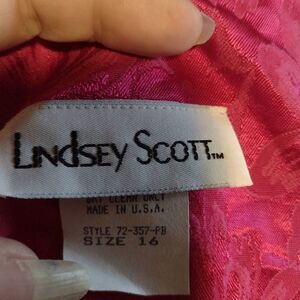 LINDSEY SCOTT™
DRY CLEAN ONLY
MADE IN U.S.A.
STYLE 72-357-PB
SIZE 16